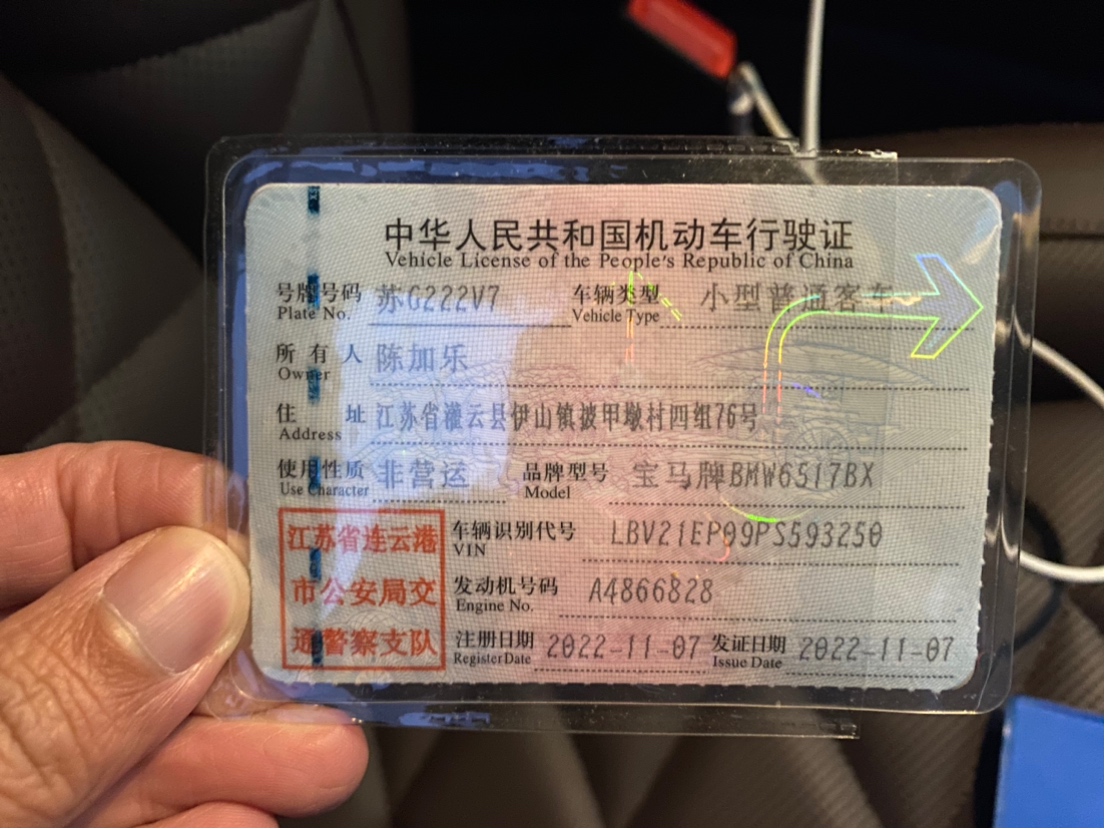 中华人民共和国机动车行驶证
Vehicle License of the People's Republic of China
号牌号码 苏G222V7 车辆类型 小型普通客车
Plate No. Vehicle Type
所有人 陈加乐
Owner
住址 江苏省灌云县伊山镇披甲墩村四组76号
Address
使用性质 非营运 品牌型号 宝马牌BMW6517BX
Use Character Model
江苏省连云港
市公安局交
通警察支队
车辆识别代号 LBV21EP09PS593250
VIN
发动机号码 A4866828
Engine No.
注册日期 2022-11-07 发证日期 2022-11-07
Register Date Issue Date